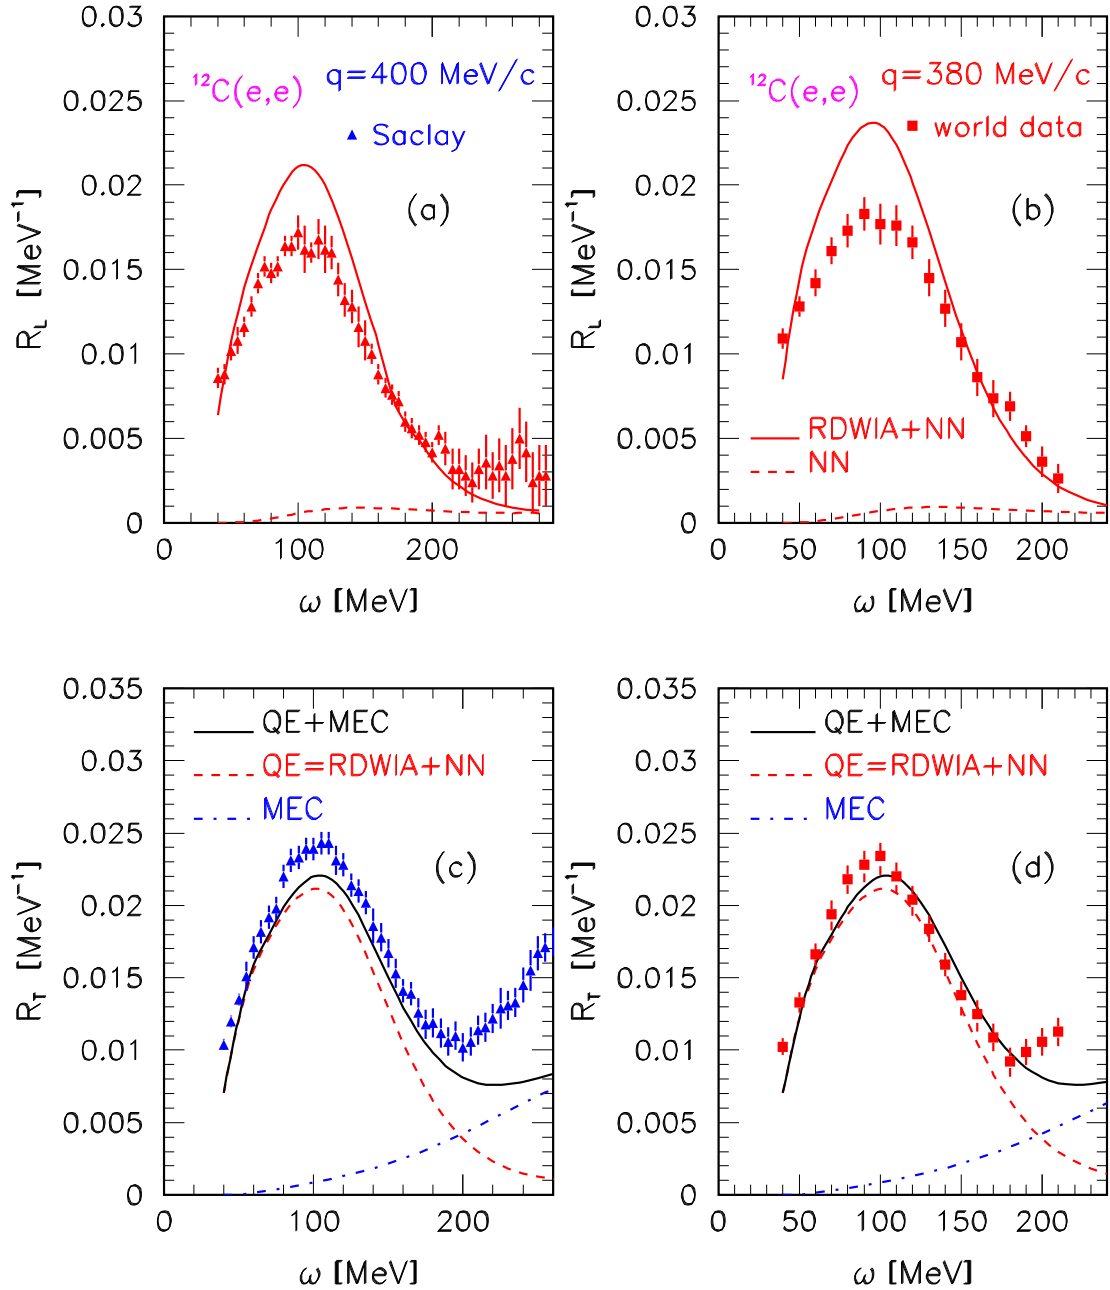 0.03
0.025
0.02
0.015
0.01
0.005
0
R_L [MeV⁻¹]
¹²C(e,e)
q=400 MeV/c
Saclay
(a)
0 100 200
ω [MeV]
0.03
0.025
0.02
0.015
0.01
0.005
0
R_L [MeV⁻¹]
¹²C(e,e)
q=380 MeV/c
world data
(b)
RDWIA+NN
NN
0 50 100 150 200
ω [MeV]
0.035
0.03
0.025
0.02
0.015
0.01
0.005
0
R_T [MeV⁻¹]
QE+MEC
QE=RDWIA+NN
MEC
(c)
0 100 200
ω [MeV]
0.035
0.03
0.025
0.02
0.015
0.01
0.005
0
R_T [MeV⁻¹]
QE+MEC
QE=RDWIA+NN
MEC
(d)
0 50 100 150 200
ω [MeV]